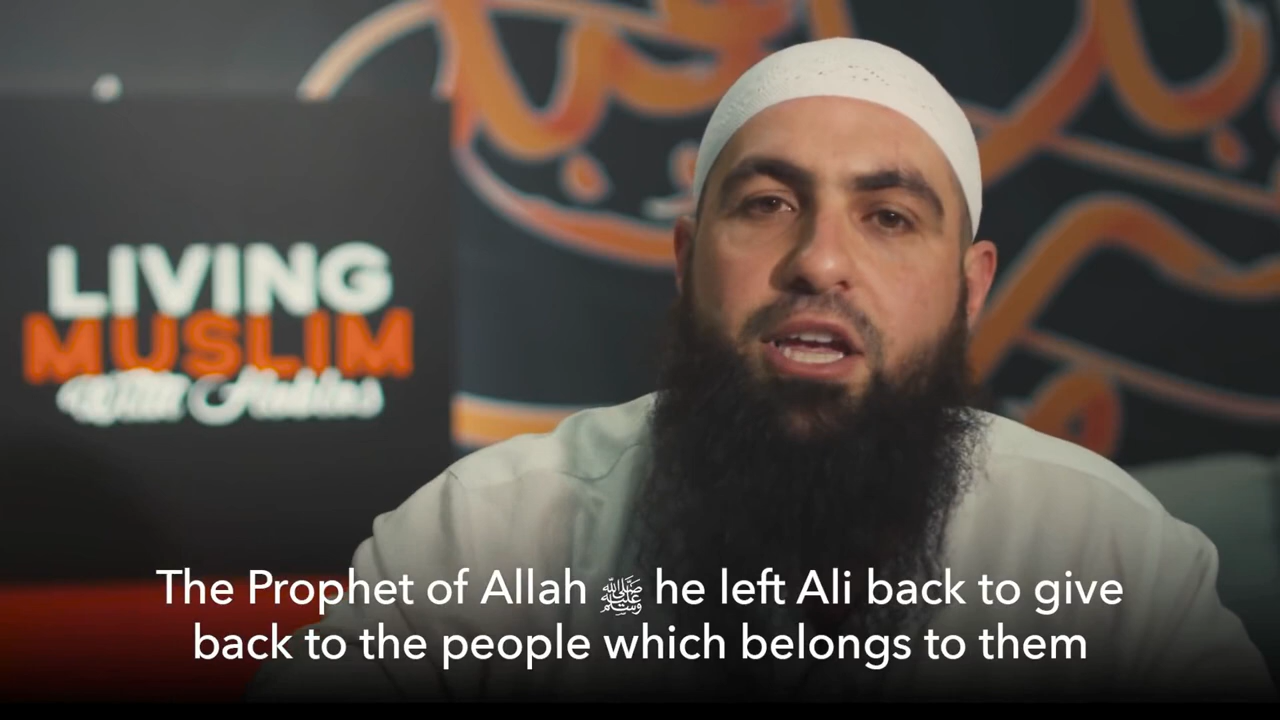 LIVING
MUSLIM
The Prophet of Allah ﷺ he left Ali back to give
back to the people which belongs to them